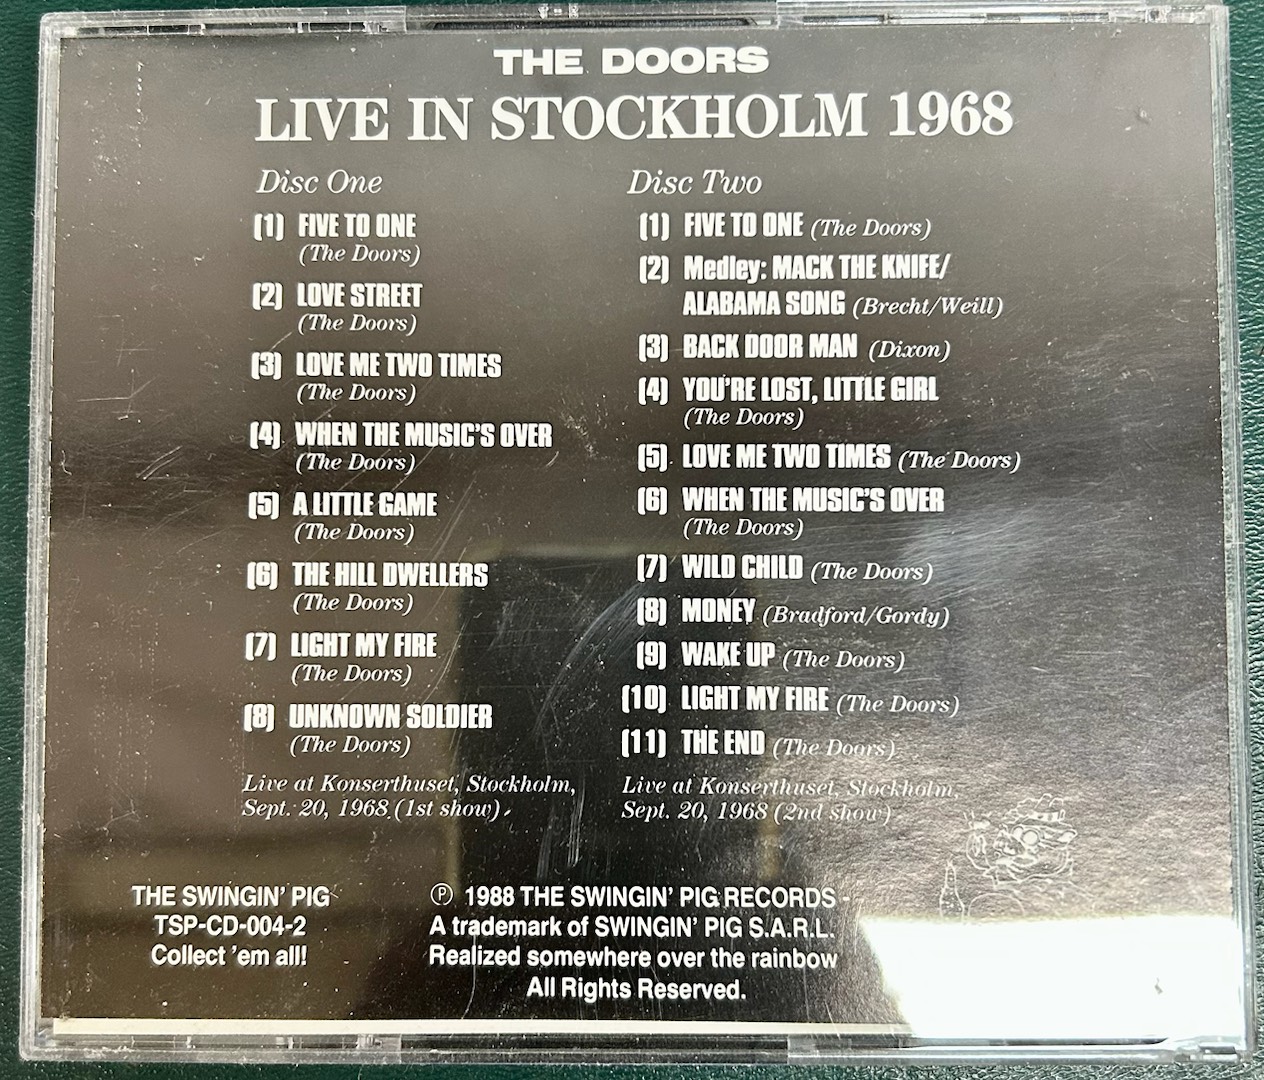 THE DOORS
LIVE IN STOCKHOLM 1968
Disc One
(1) FIVE TO ONE
(The Doors)
(2) LOVE STREET
(The Doors)
(3) LOVE ME TWO TIMES
(The Doors)
(4) WHEN THE MUSIC'S OVER
(The Doors)
(5) A LITTLE GAME
(The Doors)
(6) THE HILL DWELLERS
(The Doors)
(7) LIGHT MY FIRE
(The Doors)
(8) UNKNOWN SOLDIER
(The Doors)
Live at Konserthuset, Stockholm,
Sept. 20, 1968 (1st show)
Disc Two
(1) FIVE TO ONE (The Doors)
(2) Medley: MACK THE KNIFE/
ALABAMA SONG (Brecht/Weill)
(3) BACK DOOR MAN (Dixon)
(4) YOU'RE LOST, LITTLE GIRL
(The Doors)
(5) LOVE ME TWO TIMES (The Doors)
(6) WHEN THE MUSIC'S OVER
(The Doors)
(7) WILD CHILD (The Doors)
(8) MONEY (Bradford/Gordy)
(9) WAKE UP (The Doors)
(10) LIGHT MY FIRE (The Doors)
(11) THE END (The Doors)
Live at Konserthuset, Stockholm,
Sept. 20, 1968 (2nd show)
THE SWINGIN' PIG
TSP-CD-004-2
Collect 'em all!
℗ 1988 THE SWINGIN' PIG RECORDS -
A trademark of SWINGIN' PIG S.A.R.L.
Realized somewhere over the rainbow
All Rights Reserved.